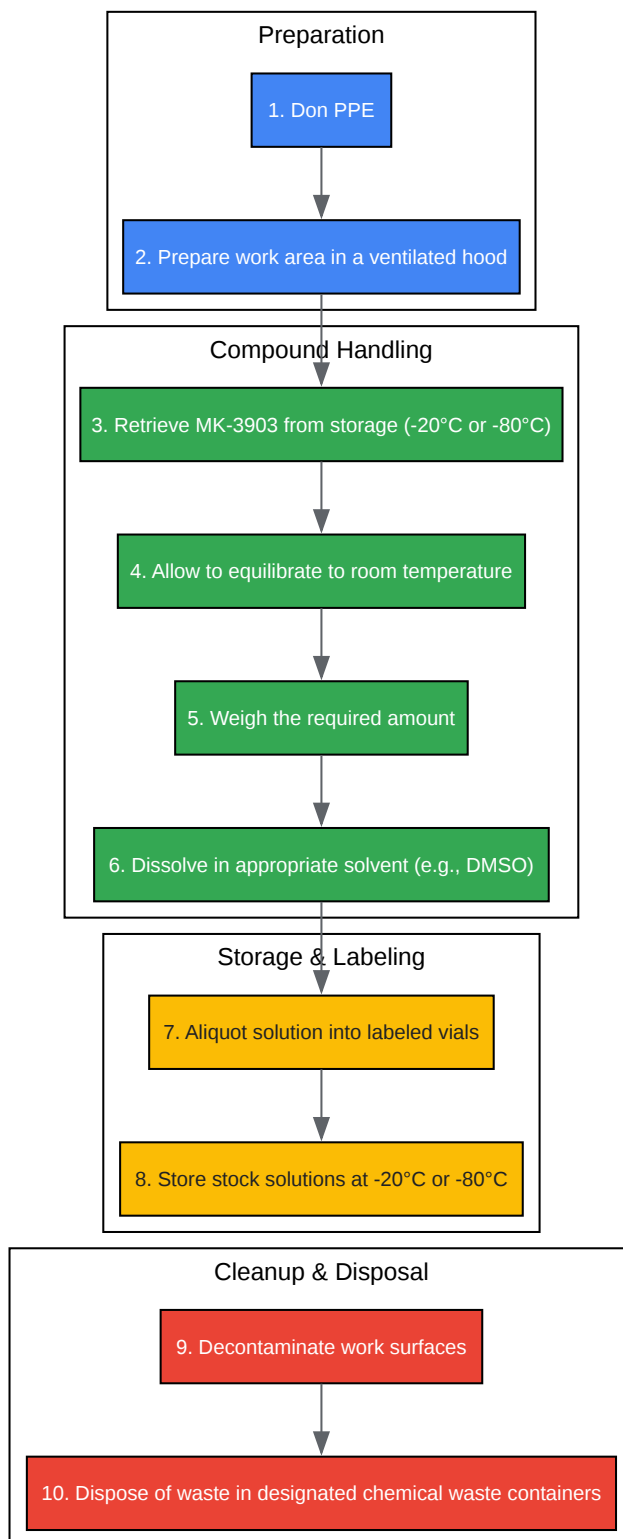 Preparation
1. Don PPE
2. Prepare work area in a ventilated hood
Compound Handling
3. Retrieve MK-3903 from storage (-20°C or -80°C)
4. Allow to equilibrate to room temperature
5. Weigh the required amount
6. Dissolve in appropriate solvent (e.g., DMSO)
Storage & Labeling
7. Aliquot solution into labeled vials
8. Store stock solutions at -20°C or -80°C
Cleanup & Disposal
9. Decontaminate work surfaces
10. Dispose of waste in designated chemical waste containers